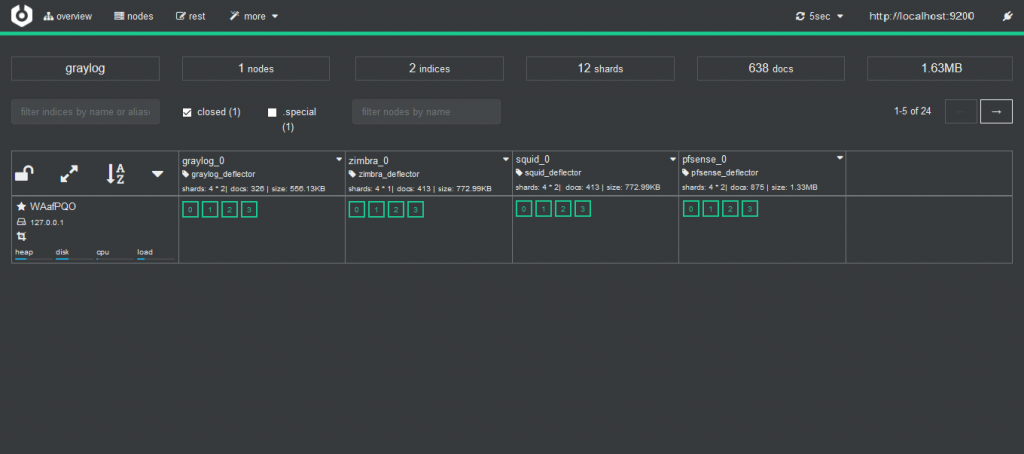 overview nodes rest more 5sec http://localhost:9200
graylog 1 nodes 2 indices 12 shards 638 docs 1.63MB
filter indices by name or aliase closed (1) .special (1) filter nodes by name 1-5 of 24
graylog_0 zimbra_0 squid_0 pfsense_0
graylog_deflector zimbra_deflector squid_deflector pfsense_deflector
shards: 4 * 2| docs: 326 | size: 556.13KB shards: 4 * 1| docs: 413 | size: 772.99KB shards: 4 * 2| docs: 413 | size: 772.99KB shards: 4 * 2| docs: 875 | size: 1.33MB
WAafPQO 0 1 2 3 0 1 2 3 0 1 2 3 0 1 2 3
127.0.0.1
heap disk cpu load